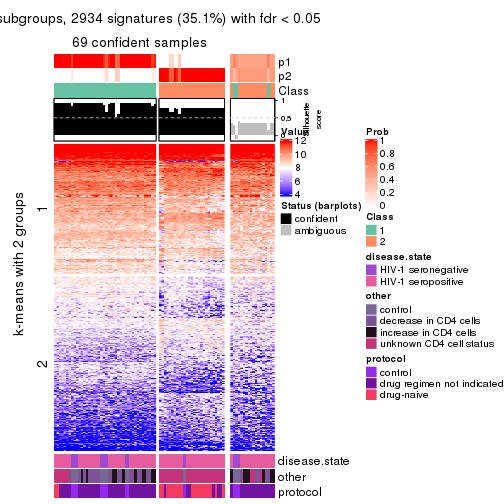 subgroups, 2934 signatures (35.1%) with fdr < 0.05
69 confident samples
p1
p2
Class
1
0.5
0
silhouette
score
k-means with 2 groups
1
2
Value
12
10
8
6
4
Status (barplots)
confident
ambiguous
Prob
1
0.8
0.6
0.4
0.2
0
Class
1
2
disease.state
HIV-1 seronegative
HIV-1 seropositive
other
control
decrease in CD4 cells
increase in CD4 cells
unknown CD4 cell status
protocol
control
drug regimen not indicated
drug-naive
disease.state
other
protocol